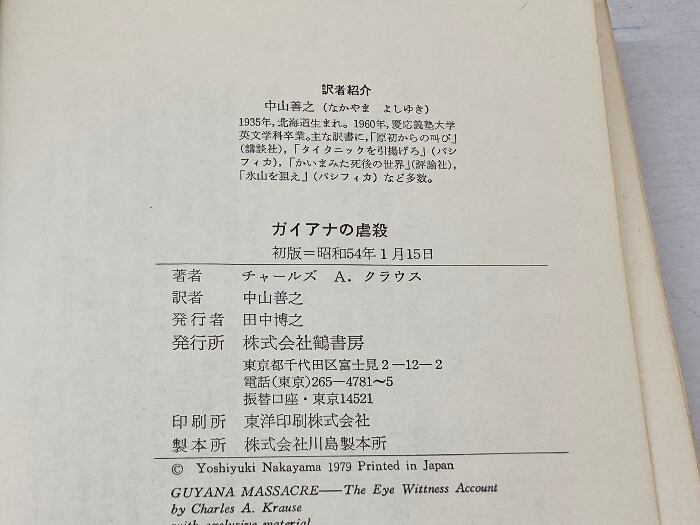 訳者紹介
中山善之(なかやま よしゆき)
1935年,北海道生まれ。1960年,慶応義塾大学
英文学科卒業。主な訳書に,「原初からの叫び」
(講談社),「タイタニックを引揚げろ」(パシ
フィカ),「かいまみた死後の世界」(評論社),
「氷山を狙え」(パシフィカ)など多数。
ガイアナの虐殺
初版=昭和54年1月15日
著者 チャールズ A. クラウス
訳者 中山善之
発行者 田中博之
発行所 株式会社鶴書房
東京都千代田区富士見2―12―2
電話(東京)265―4781〜5
振替口座・東京14521
印刷所 東洋印刷株式会社
製本所 株式会社川島製本所
© Yoshiyuki Nakayama 1979 Printed in Japan
GUYANA MASSACRE――The Eye Wittness Account
by Charles A. Krause
with exclusive material